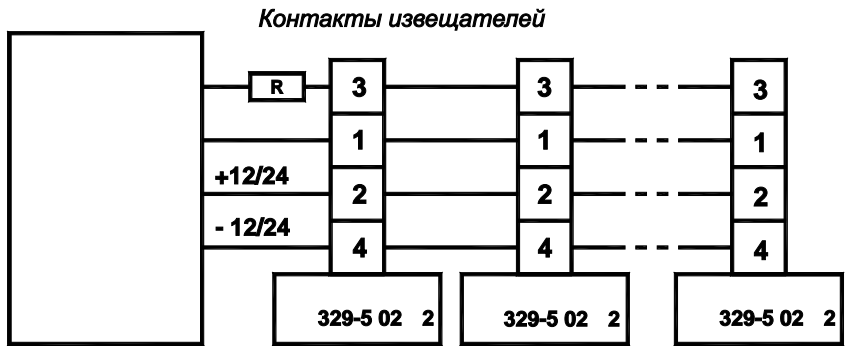 Контакты извещателей
R 3 3 3
1 1 1
+12/24 2 2 2
- 12/24 4 4 4
329-5 02 2 329-5 02 2 329-5 02 2